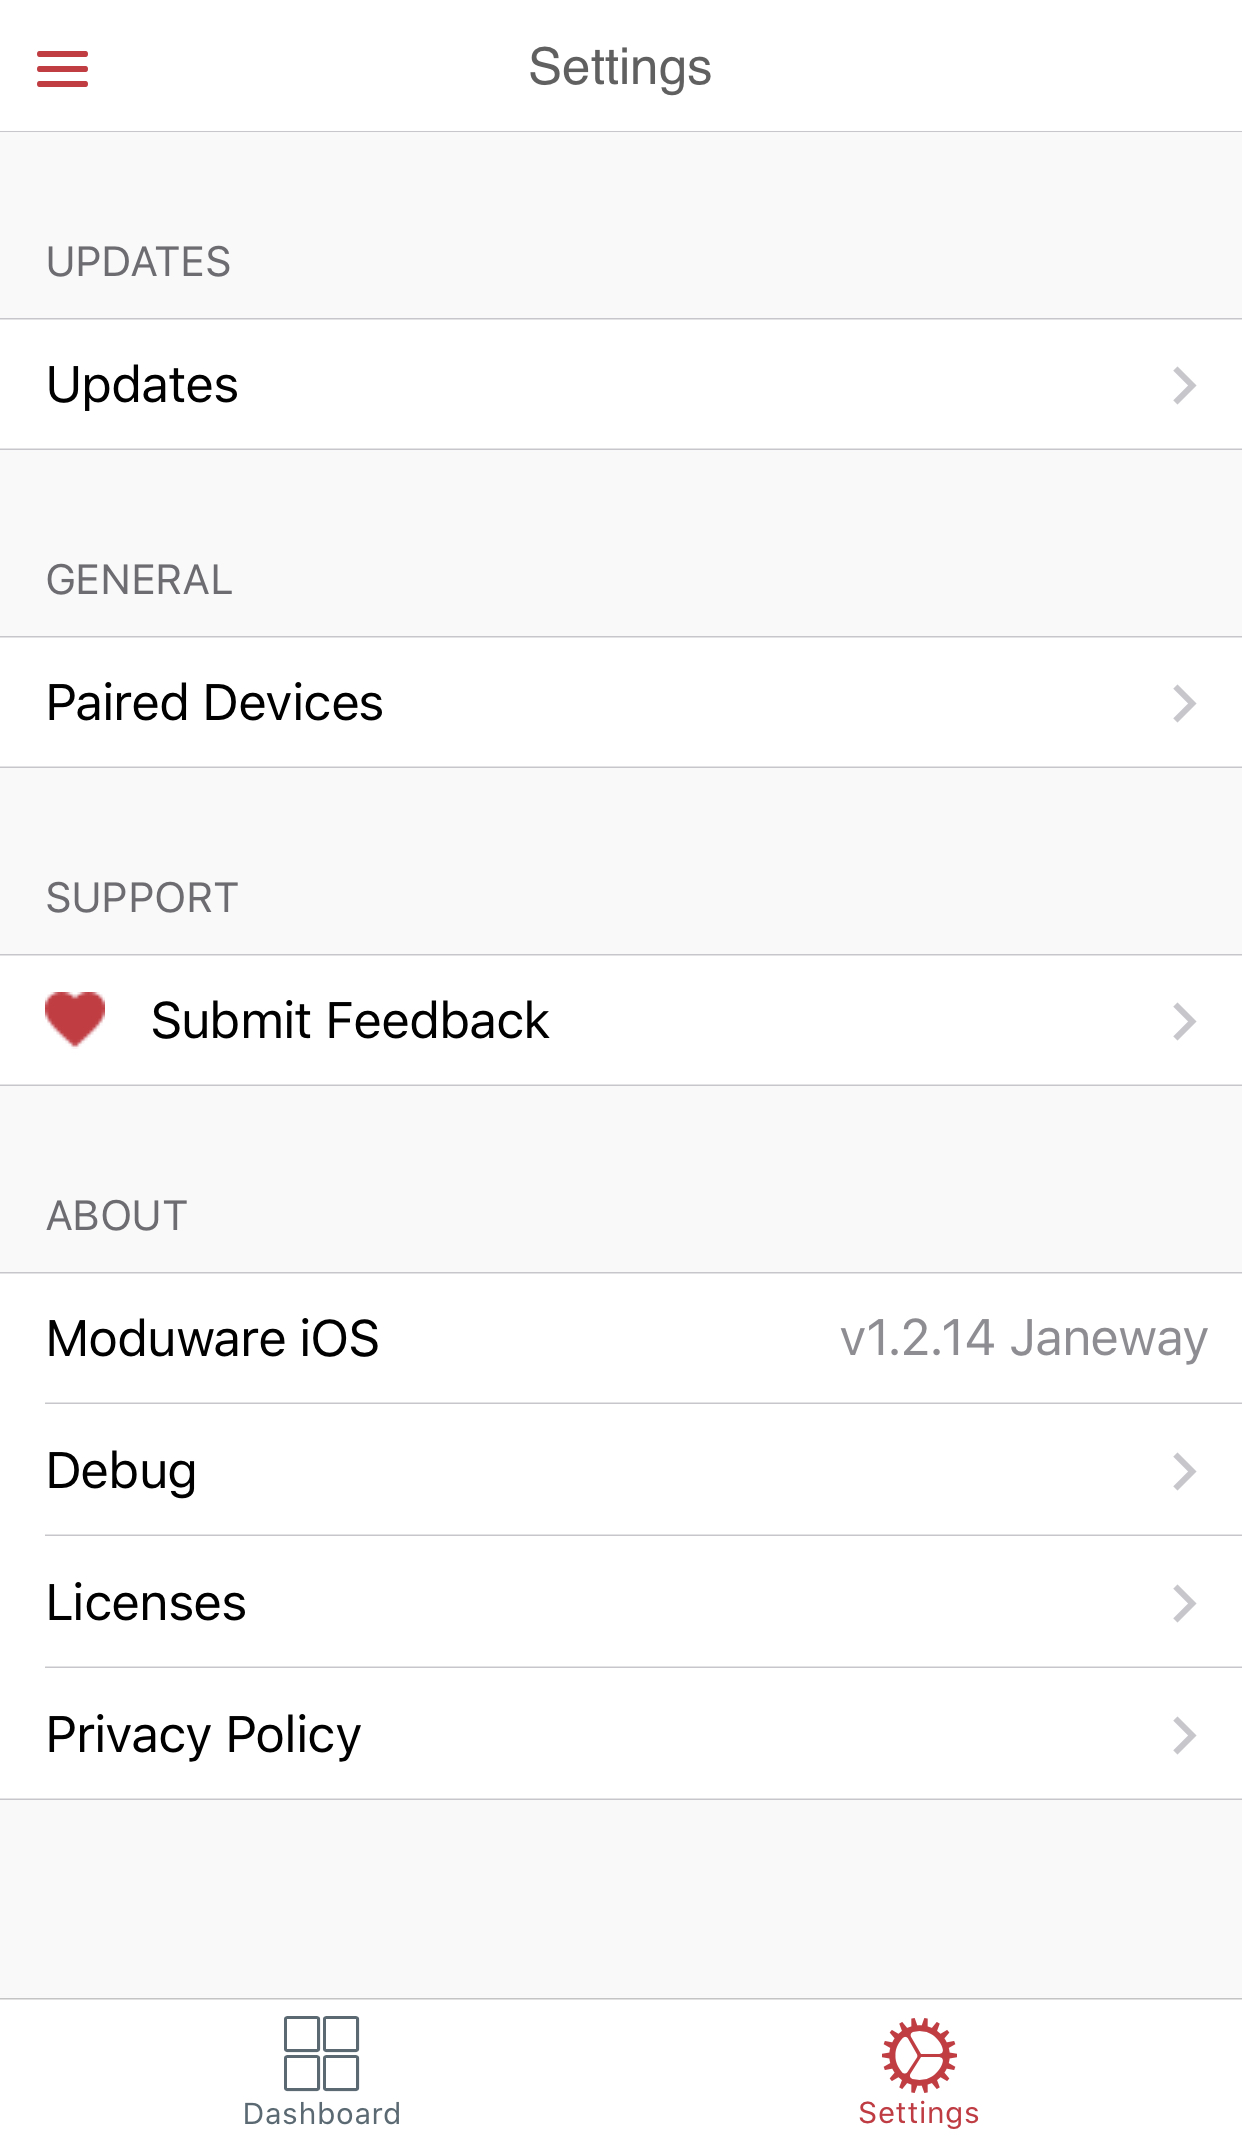 Settings
UPDATES
Updates
GENERAL
Paired Devices
SUPPORT
Submit Feedback
ABOUT
Moduware iOS v1.2.14 Janeway
Debug
Licenses
Privacy Policy
Dashboard Settings